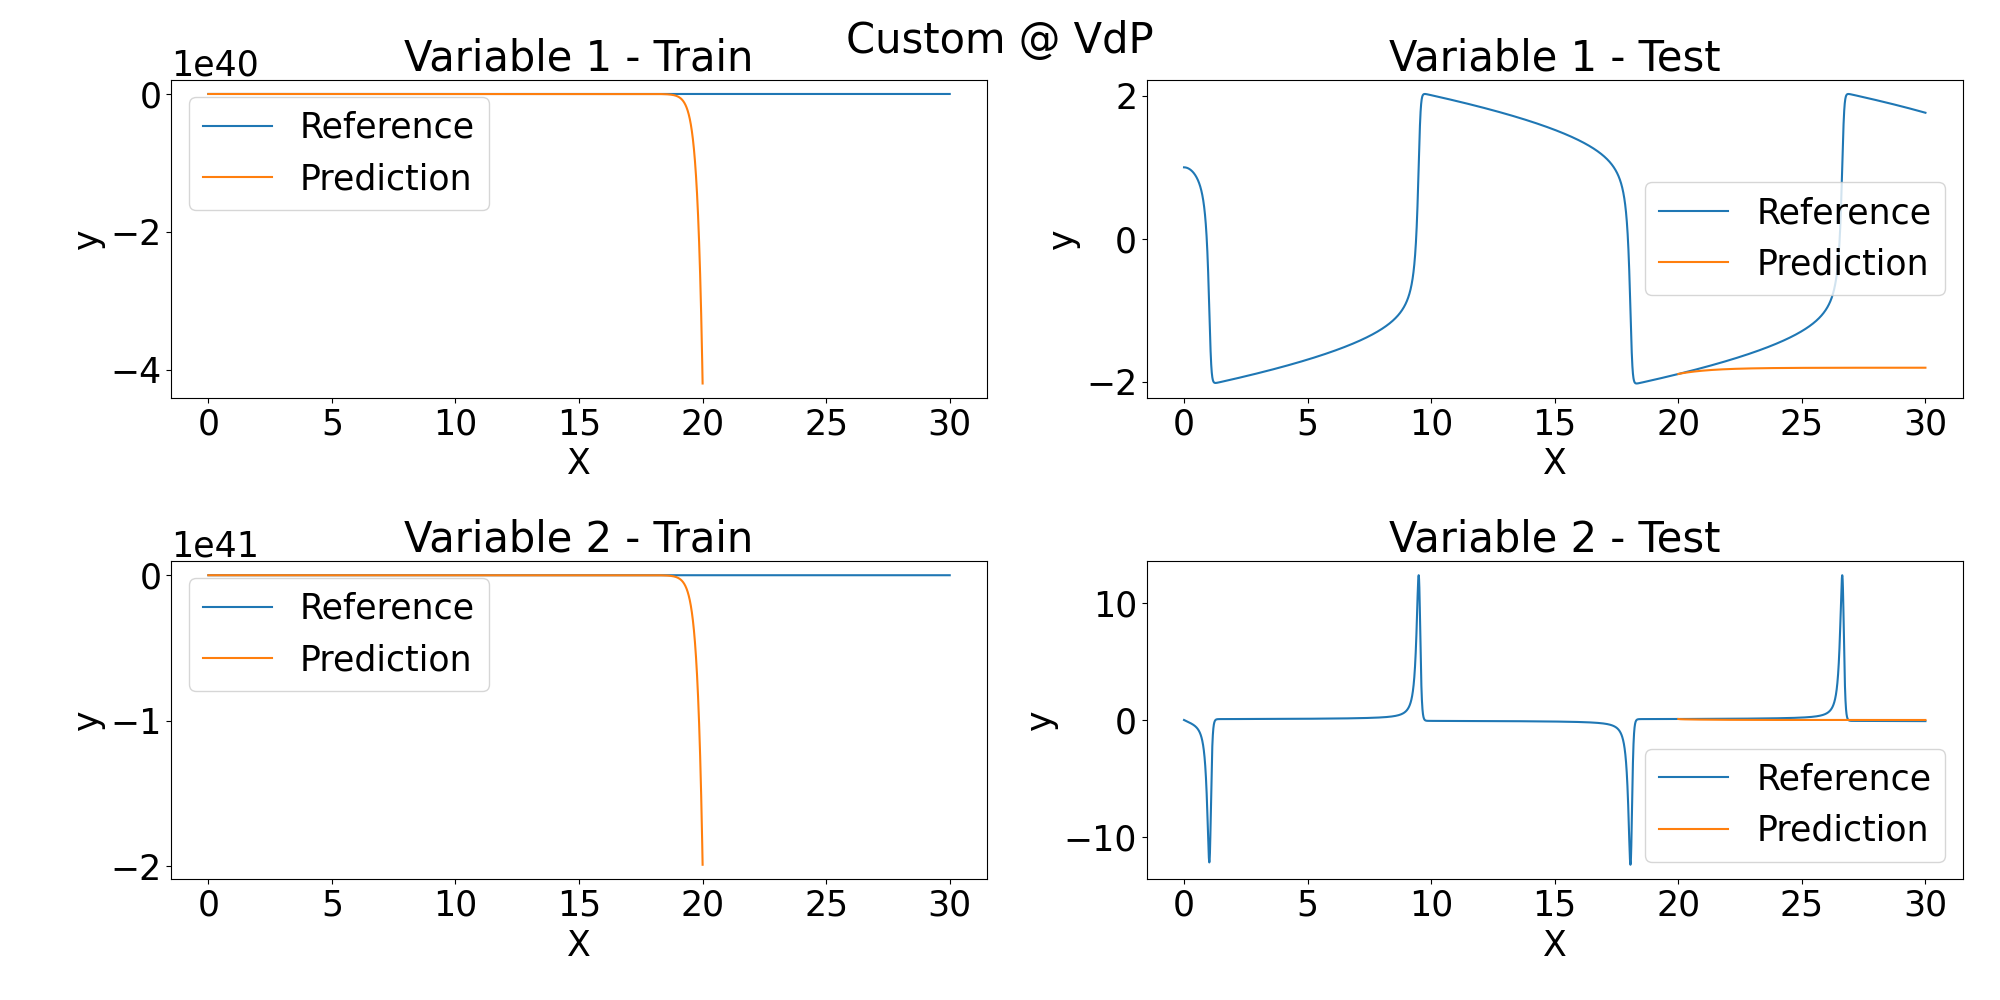 Custom @ VdP
Variable 1 - Train
1e40
0
−2
−4
y
Reference
Prediction
0 5 10 15 20 25 30
X
Variable 1 - Test
2
0
−2
y
Reference
Prediction
0 5 10 15 20 25 30
X
Variable 2 - Train
1e41
0
−1
−2
y
Reference
Prediction
0 5 10 15 20 25 30
X
Variable 2 - Test
10
0
−10
y
Reference
Prediction
0 5 10 15 20 25 30
X